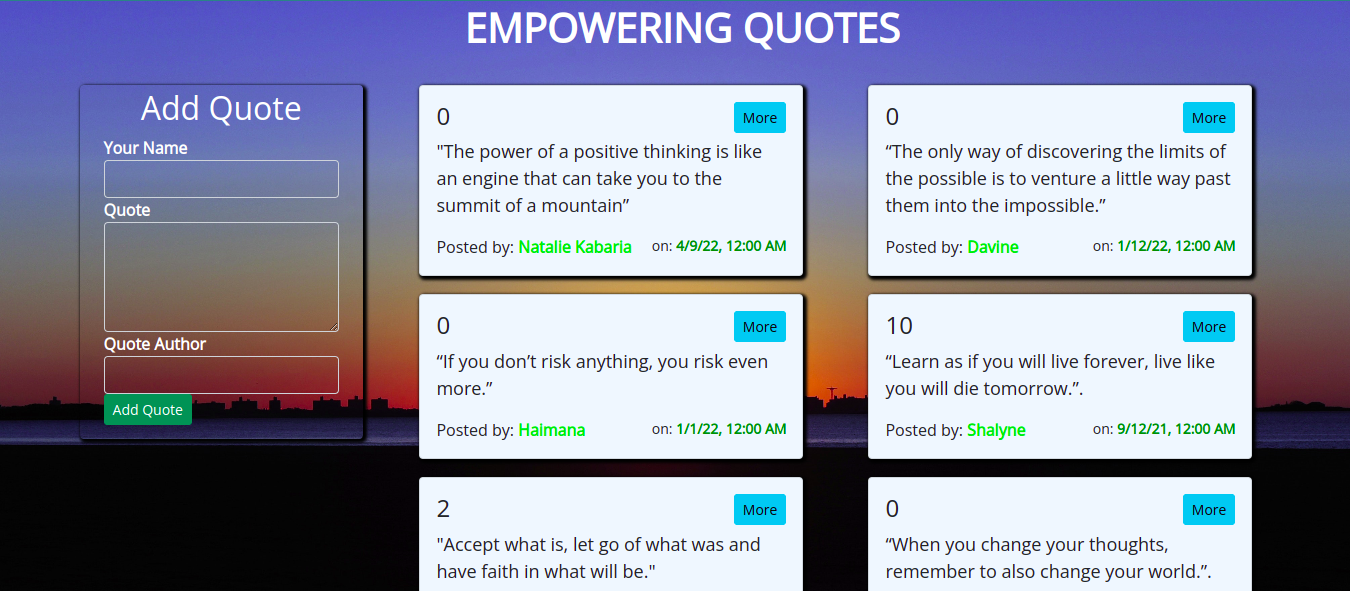 EMPOWERING QUOTES
Add Quote
Your Name
Quote
Quote Author
Add Quote
0
More
"The power of a positive thinking is like
an engine that can take you to the
summit of a mountain”
Posted by: Natalie Kabaria on: 4/9/22, 12:00 AM
0
More
“The only way of discovering the limits of
the possible is to venture a little way past
them into the impossible.”
Posted by: Davine on: 1/12/22, 12:00 AM
0
More
“If you don’t risk anything, you risk even
more.”
Posted by: Haimana on: 1/1/22, 12:00 AM
10
More
“Learn as if you will live forever, live like
you will die tomorrow.”.
Posted by: Shalyne on: 9/12/21, 12:00 AM
2
More
"Accept what is, let go of what was and
have faith in what will be."
0
More
“When you change your thoughts,
remember to also change your world.”.